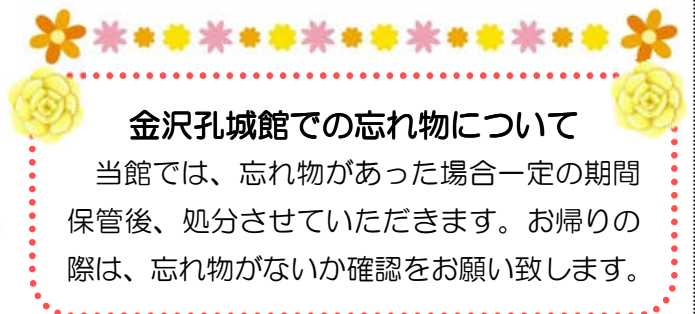 金沢孔城館での忘れ物について
　当館では、忘れ物があった場合一定の期間
保管後、処分させていただきます。お帰りの
際は、忘れ物がないか確認をお願い致します。